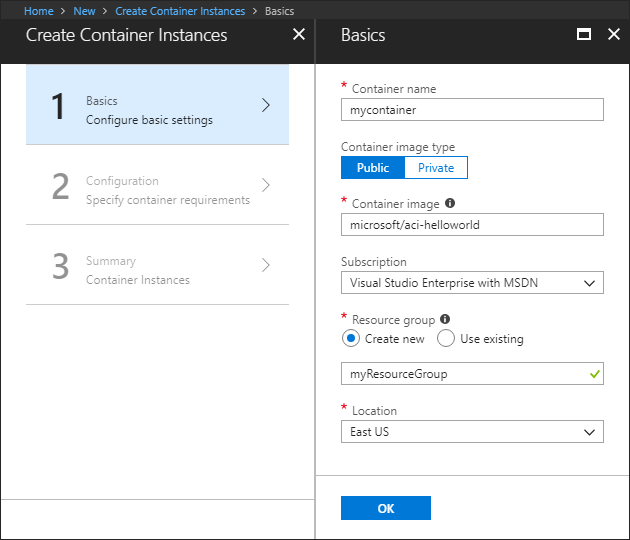 Home > New > Create Container Instances > Basics
Create Container Instances
1
Basics
Configure basic settings
2
Configuration
Specify container requirements
3
Summary
Container Instances
Basics
* Container name
mycontainer
Container image type
Public Private
* Container image
microsoft/aci-helloworld
Subscription
Visual Studio Enterprise with MSDN
* Resource group
Create new Use existing
myResourceGroup
* Location
East US
OK